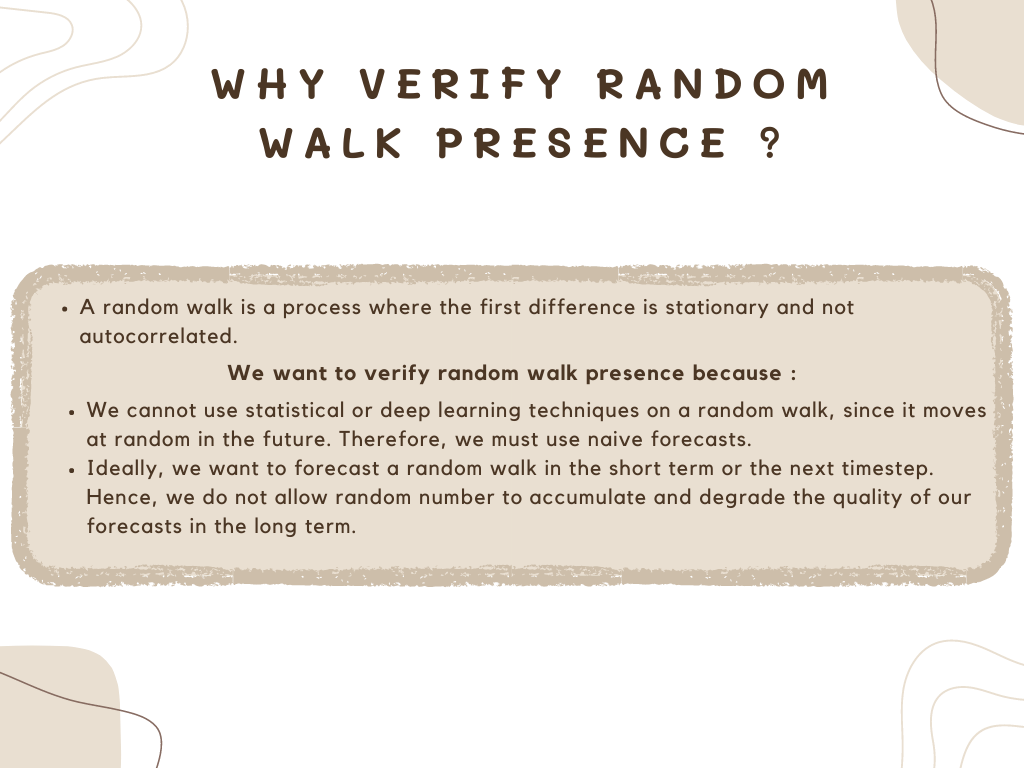 WHY VERIFY RANDOM
WALK PRESENCE ?
• A random walk is a process where the first difference is stationary and not
autocorrelated.
We want to verify random walk presence because :
• We cannot use statistical or deep learning techniques on a random walk, since it moves
at random in the future. Therefore, we must use naive forecasts.
• Ideally, we want to forecast a random walk in the short term or the next timestep.
Hence, we do not allow random number to accumulate and degrade the quality of our
forecasts in the long term.